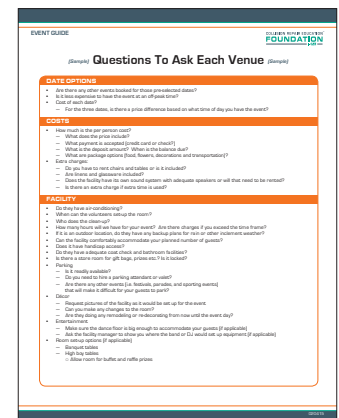 EVENT GUIDE
COLLISION REPAIR EDUCATION
FOUNDATION
(Sample) Questions To Ask Each Venue (Sample)
DATE OPTIONS
• Are there any other events booked for those pre-selected dates?
• Is it less expensive to have the event at an off-peak time?
• Cost of each date?
— For the three dates, is there a price difference based on what time of day you have the event?
COSTS
• How much is the per person cost?
— What does the price include?
— What payment is accepted (credit card or check)?
— What is the deposit amount? When is the balance due?
— What are package options (food, flowers, decorations and transportation)?
• Extra charges:
— Do you have to rent chairs and tables or is it included?
— Are linens and glassware included?
— Does the facility have its own sound system with adequate speakers or will that need to be rented?
— Is there an extra charge if extra time is used?
FACILITY
• Do they have air-conditioning?
• When can the volunteers setup the room?
• Who does the clean-up?
• How many hours will we have for your event? Are there charges if you exceed the time frame?
• If it is an outdoor location, do they have any backup plans for rain or other inclement weather?
• Can the facility comfortably accommodate your planned number of guests?
• Does it have handicap access?
• Do they have adequate coat check and bathroom facilities?
• Is there a store room for gift bags, prizes etc.? Is it locked?
• Parking
— Is it readily available?
— Do you need to hire a parking attendant or valet?
— Are there any other events (i.e. festivals, parades, and sporting events)
that will make it difficult for your guests to park?
• Décor
— Request pictures of the facility as it would be set up for the event
— Can you make any changes to the room?
— Are they doing any remodeling or re-decorating from now until the event day?
• Entertainment
— Make sure the dance floor is big enough to accommodate your guests (if applicable)
— Ask the facility manager to show you where the band or DJ would set up equipment (if applicable)
• Room set-up options (if applicable)
— Banquet tables
— High boy tables
○ Allow room for buffet and raffle prizes